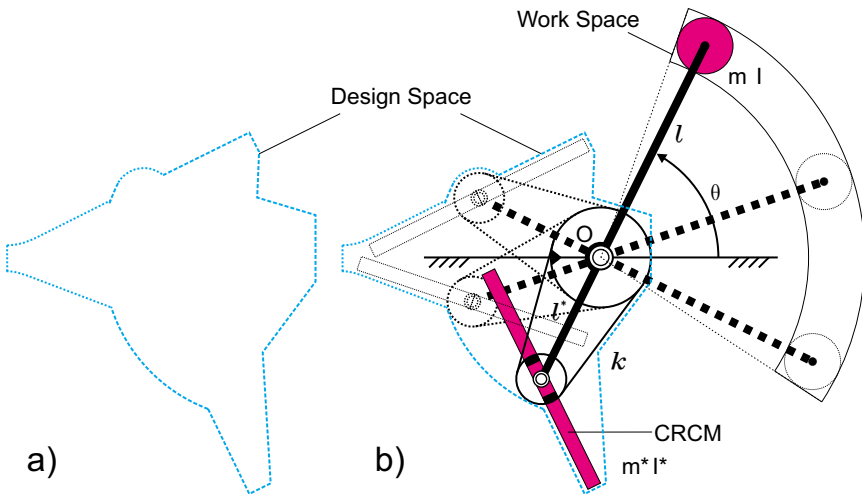 Work Space
m I
Design Space
l
θ
O
l*
k
CRCM
m* I*
a)
b)